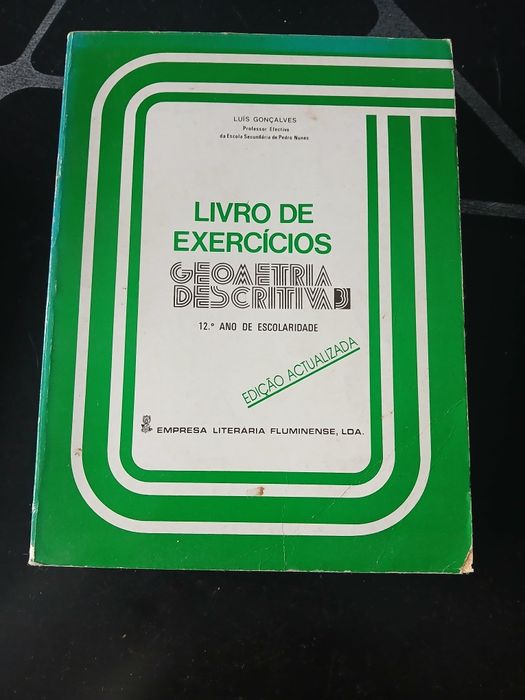 LUÍS GONÇALVES
Professor Efectivo
da Escola Secundária de Pedro Nunes
LIVRO DE
EXERCÍCIOS
GEOMETRIA
DESCRITIVA 3
12.º ANO DE ESCOLARIDADE
EDIÇÃO ACTUALIZADA
EMPRESA LITERÁRIA FLUMINENSE, LDA.